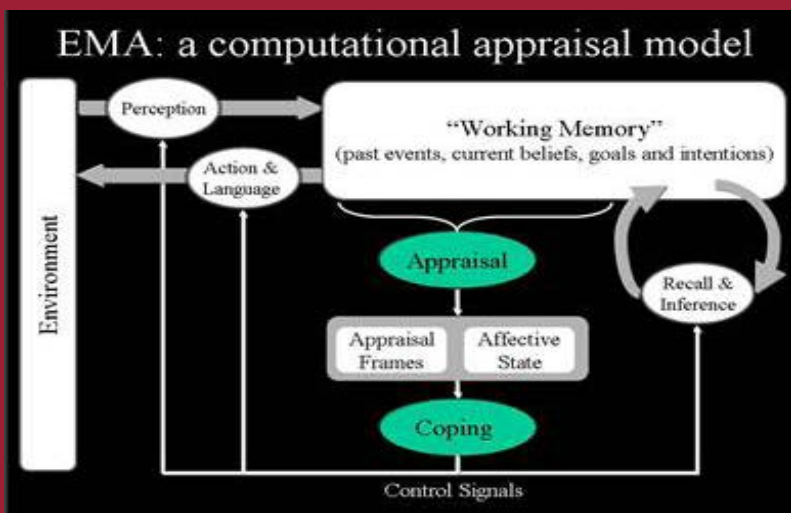 EMA: a computational appraisal model
Environment
Perception
"Working Memory"
(past events, current beliefs, goals and intentions)
Action &
Language
Appraisal
Recall &
Inference
Appraisal
Frames
Affective
State
Coping
Control Signals